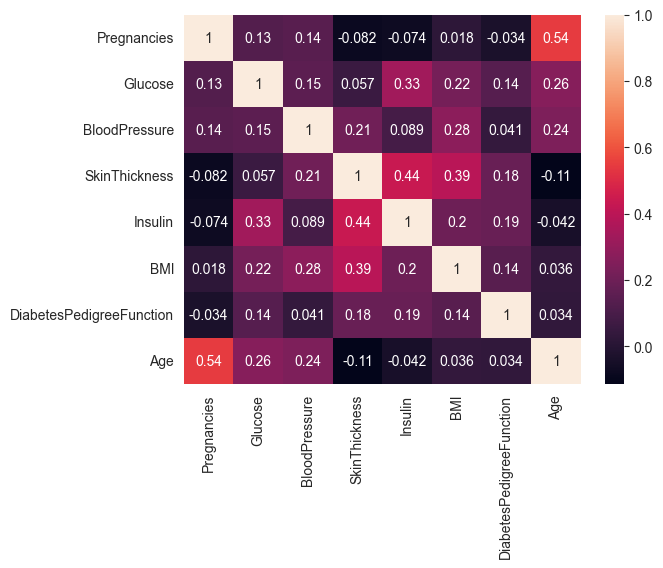 Pregnancies 1 0.13 0.14 -0.082 -0.074 0.018 -0.034 0.54
Glucose 0.13 1 0.15 0.057 0.33 0.22 0.14 0.26
BloodPressure 0.14 0.15 1 0.21 0.089 0.28 0.041 0.24
SkinThickness -0.082 0.057 0.21 1 0.44 0.39 0.18 -0.11
Insulin -0.074 0.33 0.089 0.44 1 0.2 0.19 -0.042
BMI 0.018 0.22 0.28 0.39 0.2 1 0.14 0.036
DiabetesPedigreeFunction -0.034 0.14 0.041 0.18 0.19 0.14 1 0.034
Age 0.54 0.26 0.24 -0.11 -0.042 0.036 0.034 1
Pregnancies
Glucose
BloodPressure
SkinThickness
Insulin
BMI
DiabetesPedigreeFunction
Age
1.0
0.8
0.6
0.4
0.2
0.0